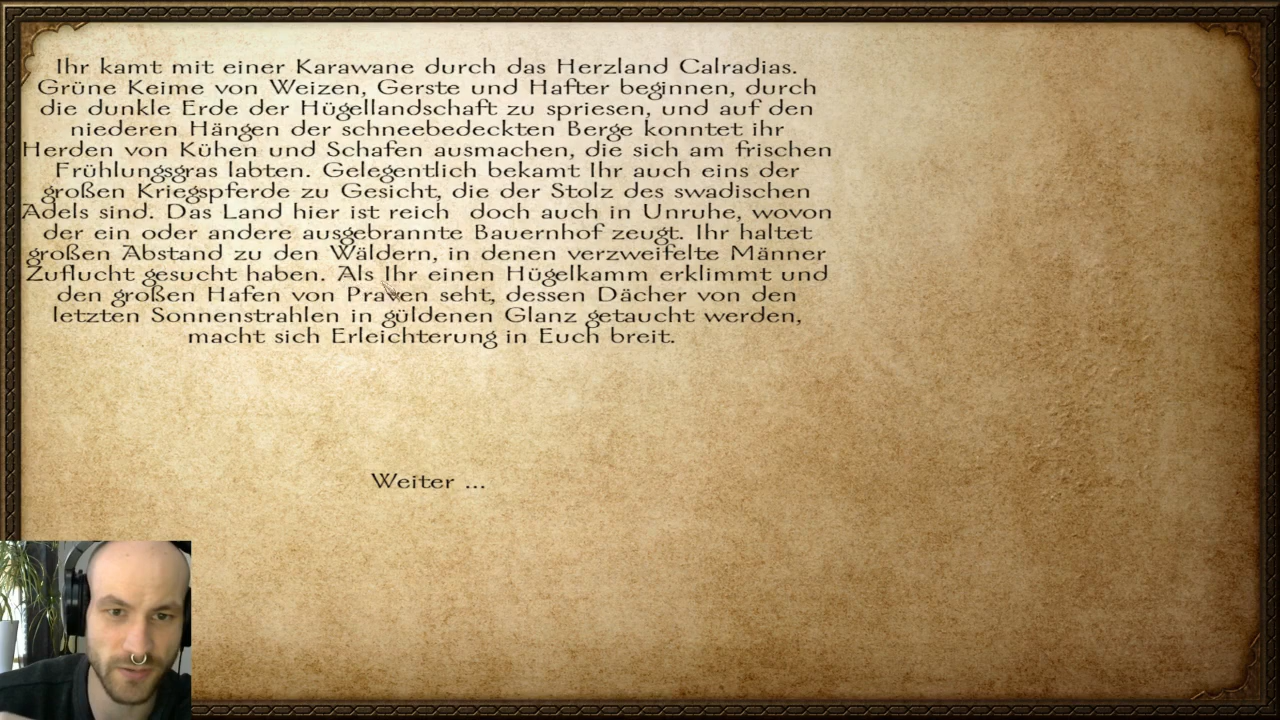 Ihr kamt mit einer Karawane durch das Herzland Calradias.
Grüne Keime von Weizen, Gerste und Hafter beginnen, durch
die dunkle Erde der Hügellandschaft zu spriesen, und auf den
niederen Hängen der schneebedeckten Berge konntet ihr
Herden von Kühen und Schafen ausmachen, die sich am frischen
Frühlungsgras labten. Gelegentlich bekamt Ihr auch eins der
großen Kriegspferde zu Gesicht, die der Stolz des swadischen
Adels sind. Das Land hier ist reich  doch auch in Unruhe, wovon
der ein oder andere ausgebrannte Bauernhof zeugt. Ihr haltet
großen Abstand zu den Wäldern, in denen verzweifelte Männer
Zuflucht gesucht haben. Als Ihr einen Hügelkamm erklimmt und
den großen Hafen von Praven seht, dessen Dächer von den
letzten Sonnenstrahlen in güldenen Glanz getaucht werden,
macht sich Erleichterung in Euch breit.
Weiter ...